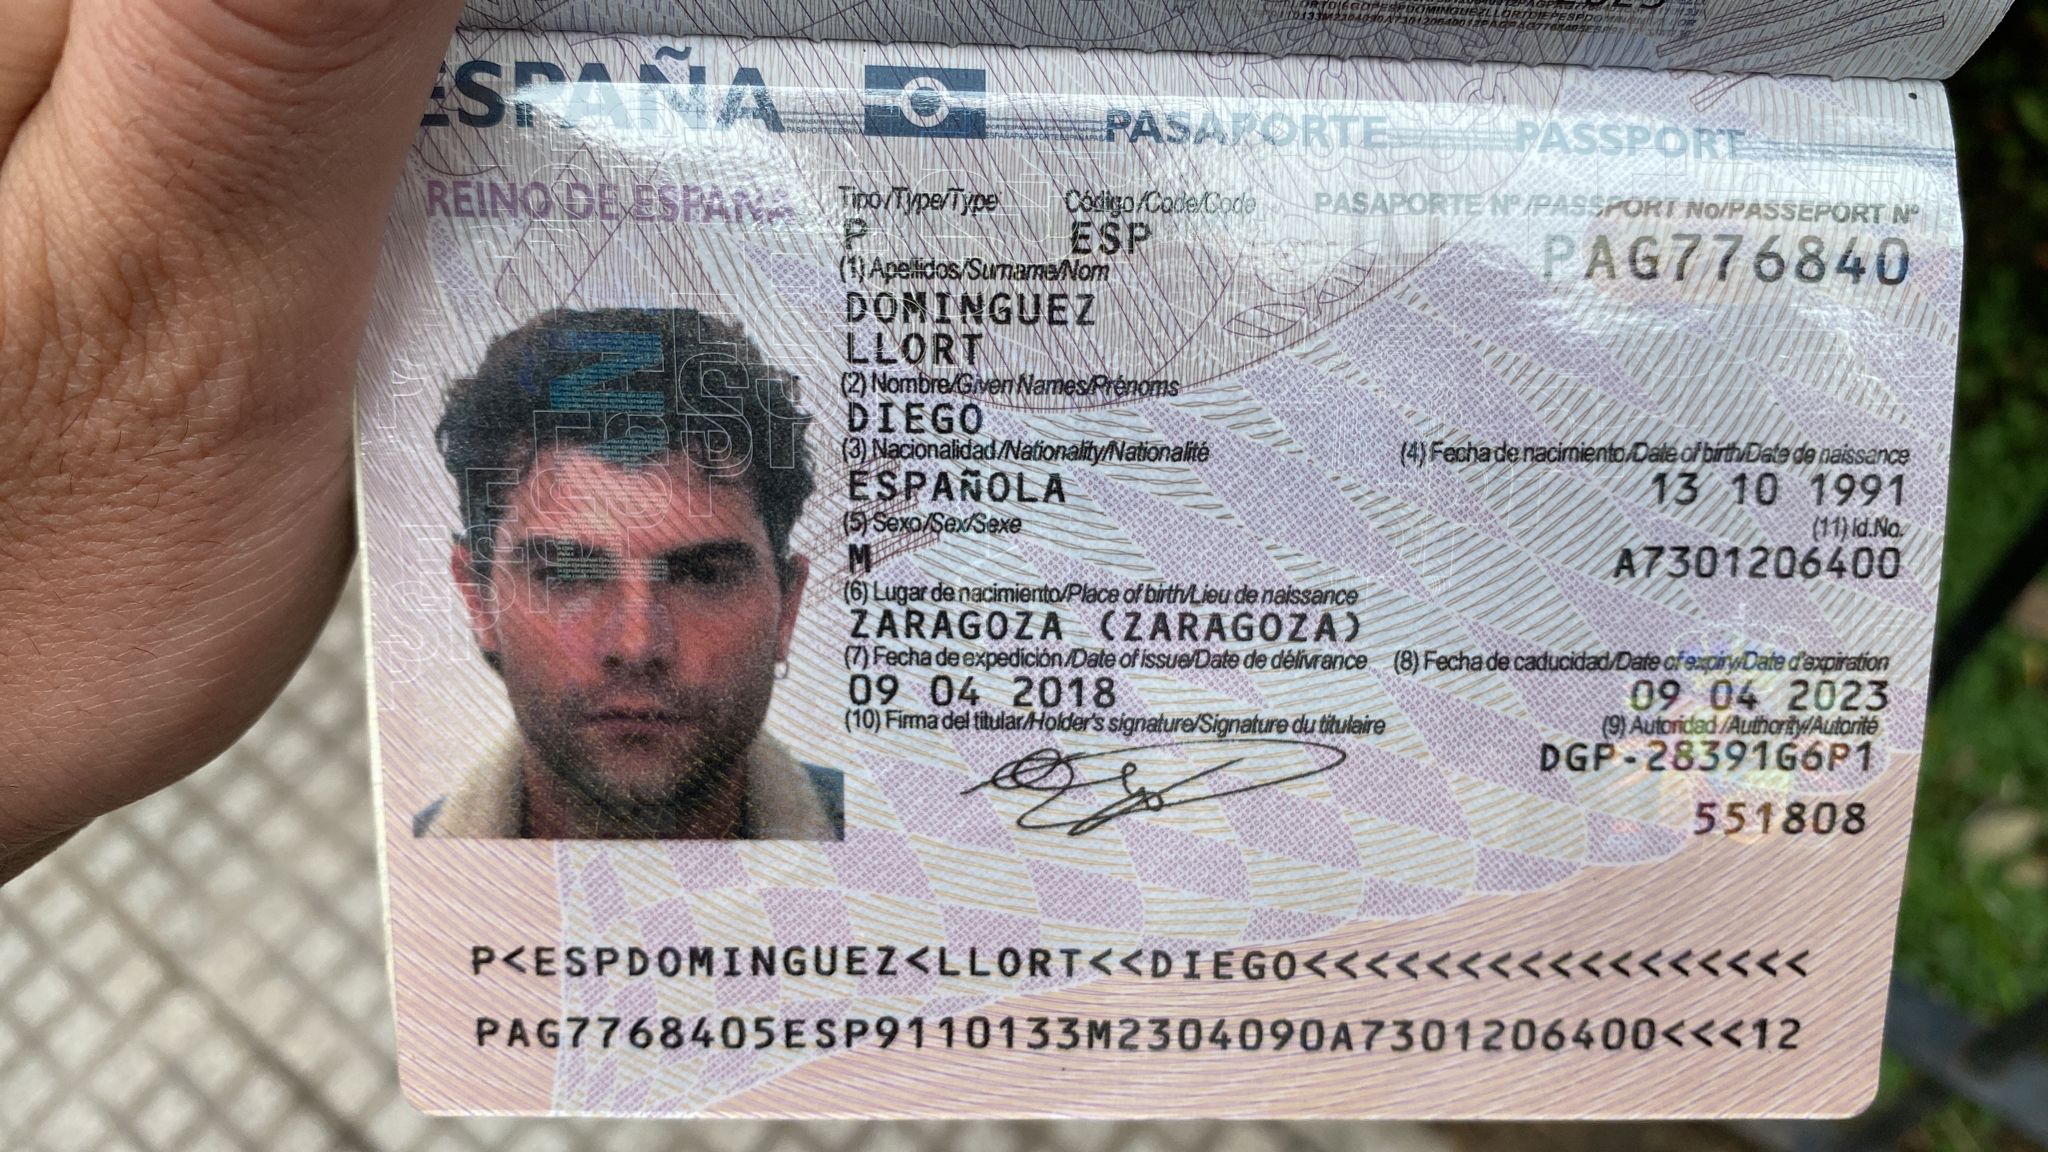 ESPAÑA PASAPORTE PASSPORT
REINO DE ESPAÑA
Tipo/Type/Type Código/Code/Code PASAPORTE Nº/PASSPORT No/PASSEPORT Nº
P ESP PAG776840
(1) Apellidos/Surname/Nom
DOMINGUEZ
LLORT
(2) Nombre/Given Names/Prénoms
DIEGO
(3) Nacionalidad/Nationality/Nationalité (4) Fecha de nacimiento/Date of birth/Date de naissance
ESPAÑOLA 13 10 1991
(5) Sexo/Sex/Sexe (11) Id.No.
M A7301206400
(6) Lugar de nacimiento/Place of birth/Lieu de naissance
ZARAGOZA (ZARAGOZA)
(7) Fecha de expedición/Date of issue/Date de délivrance (8) Fecha de caducidad/Date of expiry/Date d'expiration
09 04 2018 09 04 2023
(10) Firma del titular/Holder's signature/Signature du titulaire (9) Autoridad/Authority/Autorité
DGP-28391G6P1
551808
P<ESPDOMINGUEZ<LLORT<<DIEGO<<<<<<<<<<<<<<<<<
PAG7768405ESP9110133M2304090A7301206400<<<12